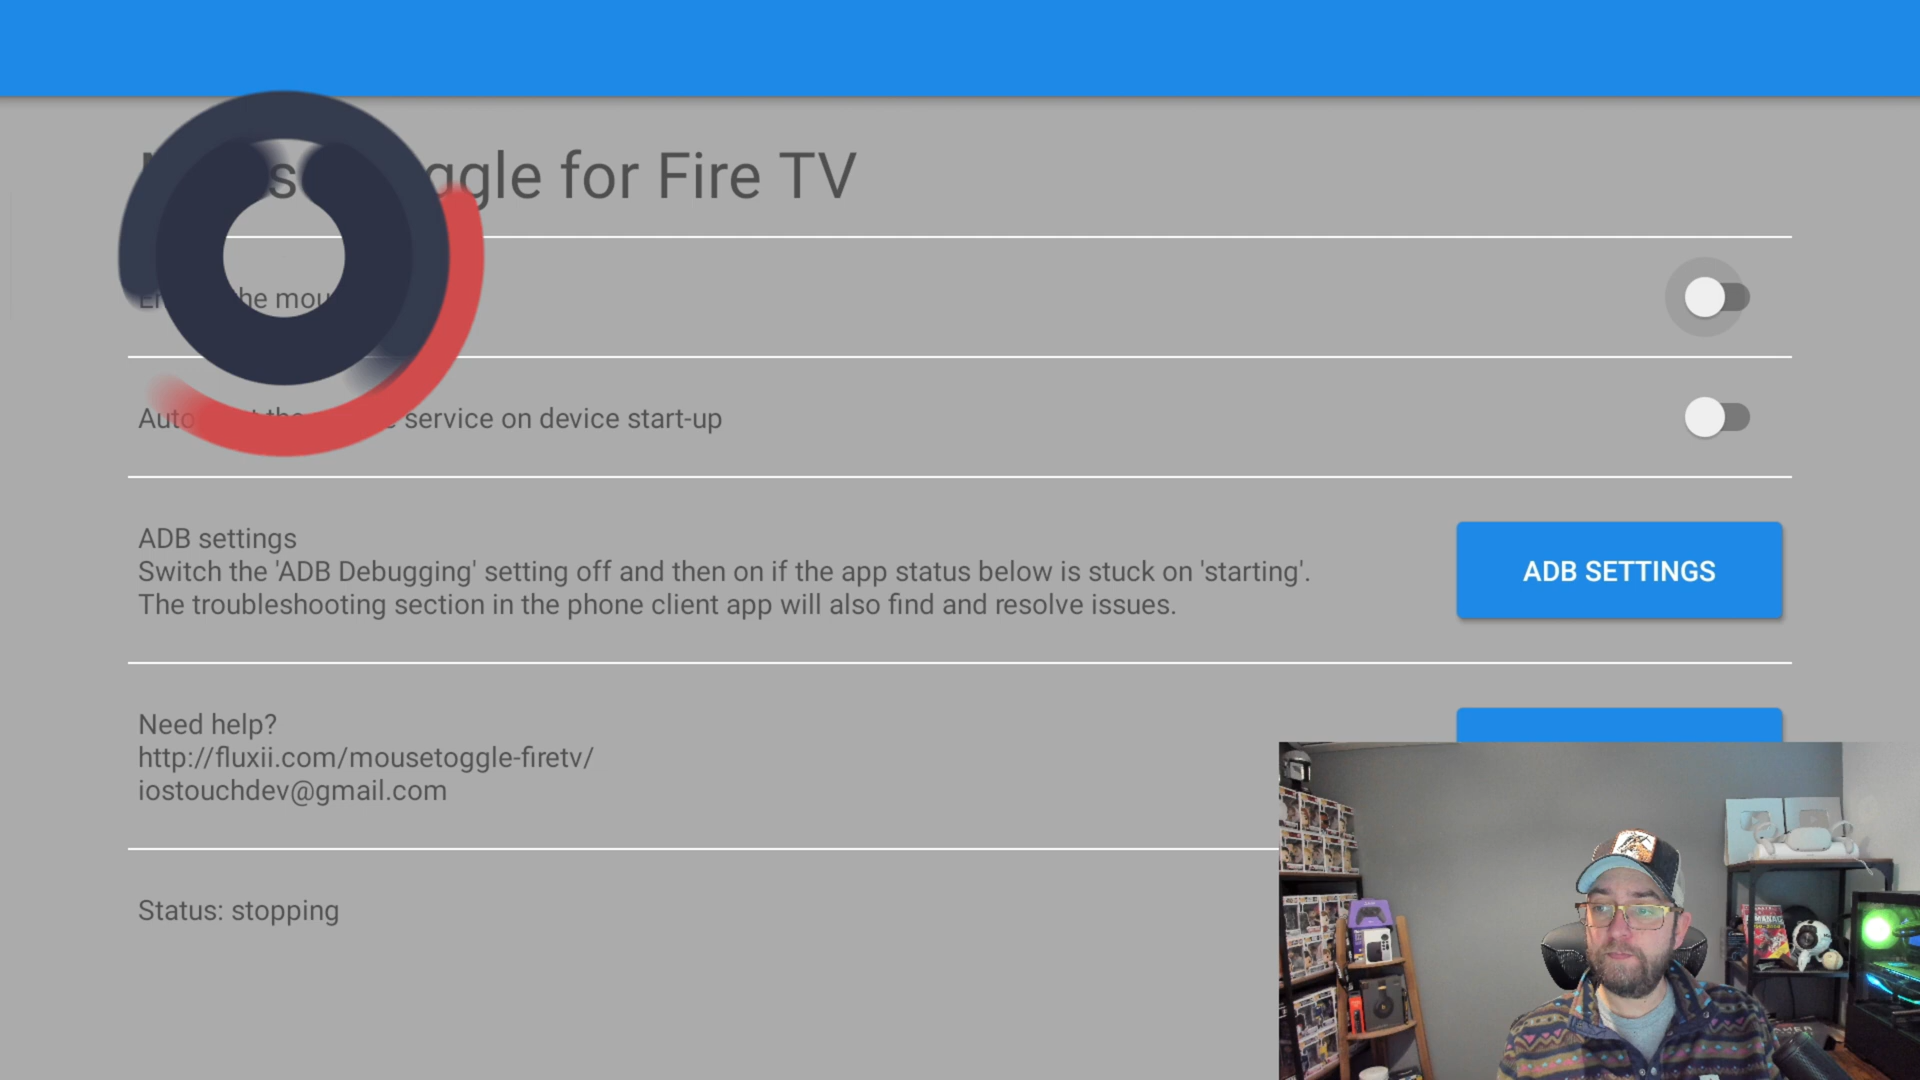 ggle for Fire TV
he mou
Auto service on device start-up
ADB settings
Switch the 'ADB Debugging' setting off and then on if the app status below is stuck on 'starting'.
The troubleshooting section in the phone client app will also find and resolve issues.
ADB SETTINGS
Need help?
http://fluxii.com/mousetoggle-firetv/
iostouchdev@gmail.com
Status: stopping